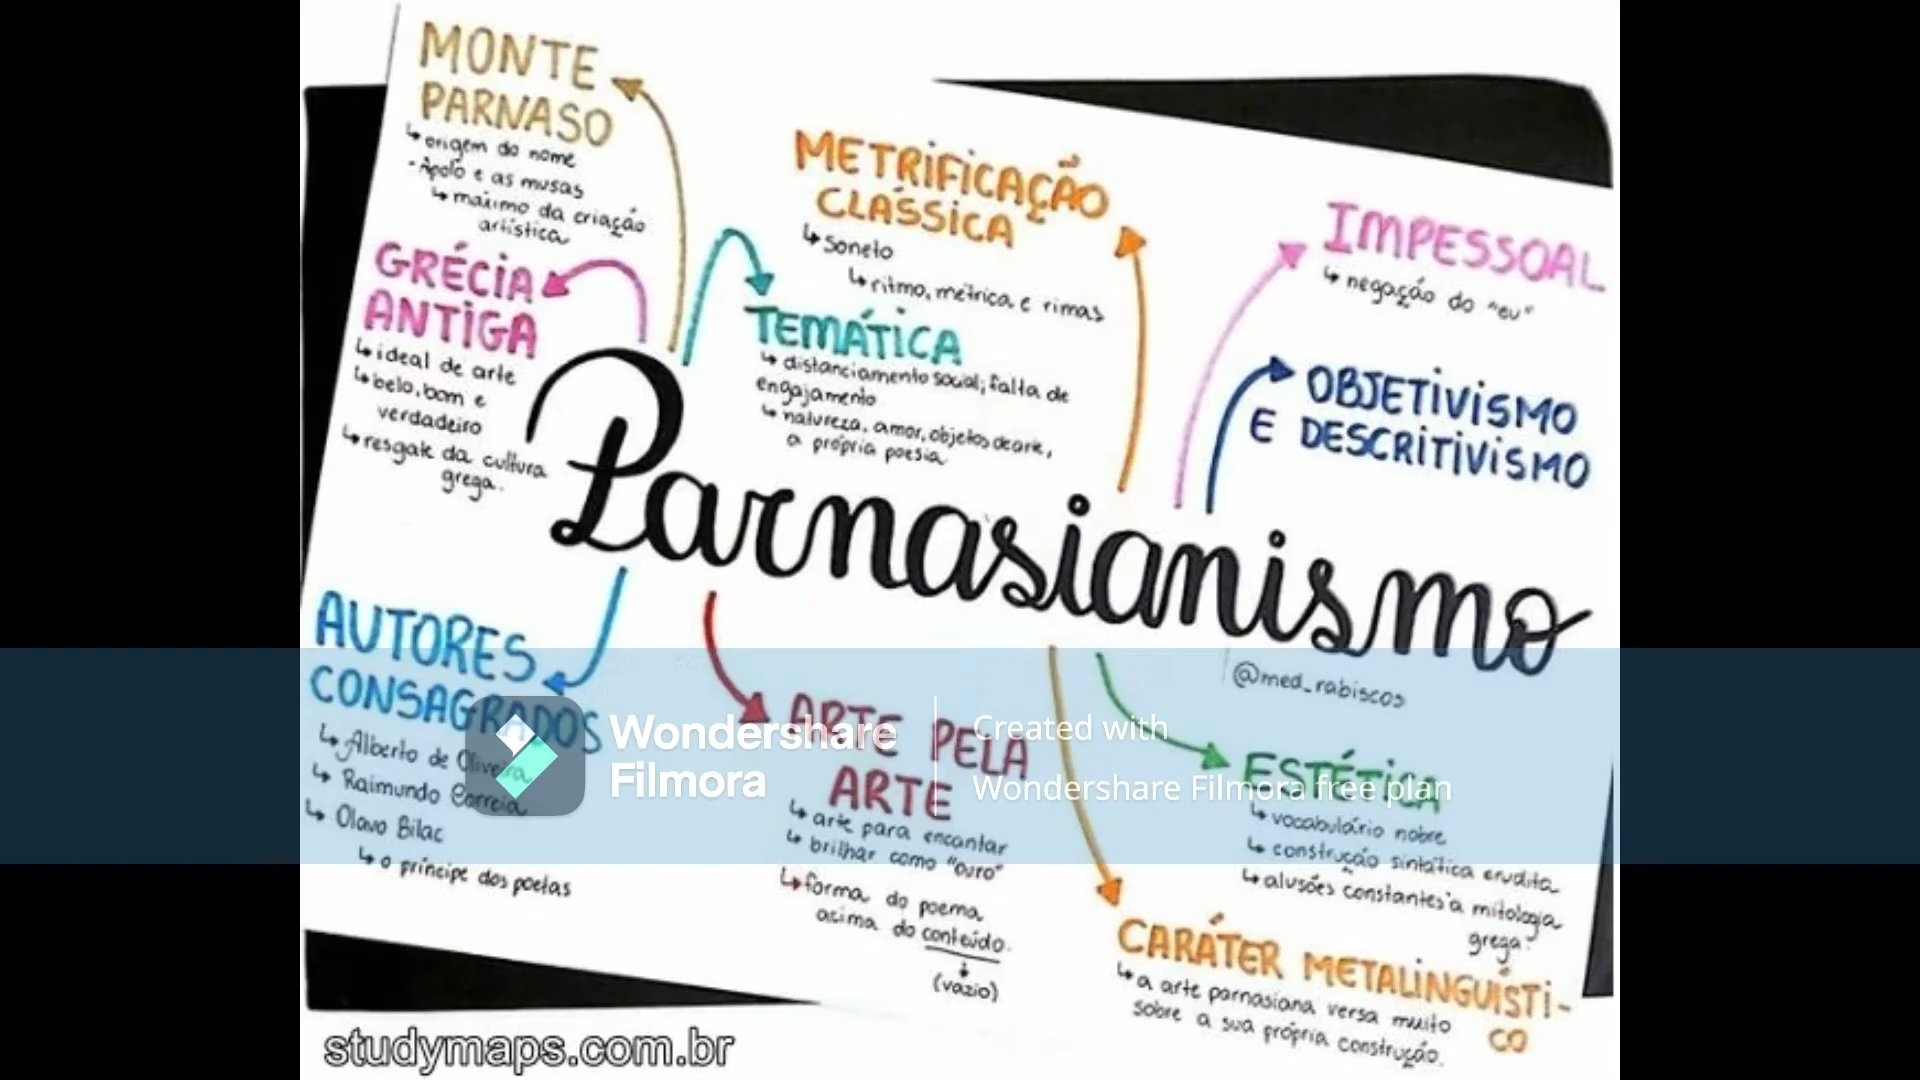 MONTE
PARNASO
origem do nome
- Apolo e as musas
máximo da criação
artística
GRÉCIA
ANTIGA
ideal de arte
belo, bom e
verdadeiro
resgate da cultura
grega.
METRIFICAÇÃO
CLÁSSICA
soneto
ritmo, métrica e rimas
TEMÁTICA
distanciamento social; falta de
engajamento
natureza, amor, objetos de arte,
a própria poesia
IMPESSOAL
negação do "eu"
OBJETIVISMO
E DESCRITIVISMO
Parnasianismo
@med_rabiscos
AUTORES
CONSAGRADOS
Alberto de Oliveira
Raimundo Correia
Olavo Bilac
o príncipe dos poetas
ARTE PELA
ARTE
arte para encantar
brilhar como "ouro"
forma do poema
acima do conteúdo.
(vazio)
ESTÉTICA
vocabulário nobre
construção sintática erudita
alusões constantes à mitologia
grega.
CARÁTER METALINGUÍSTI-
CO
a arte parnasiana versa muito
sobre a sua própria construção.
Wondershare
Filmora
Created with
Wondershare Filmora free plan
studymaps.com.br